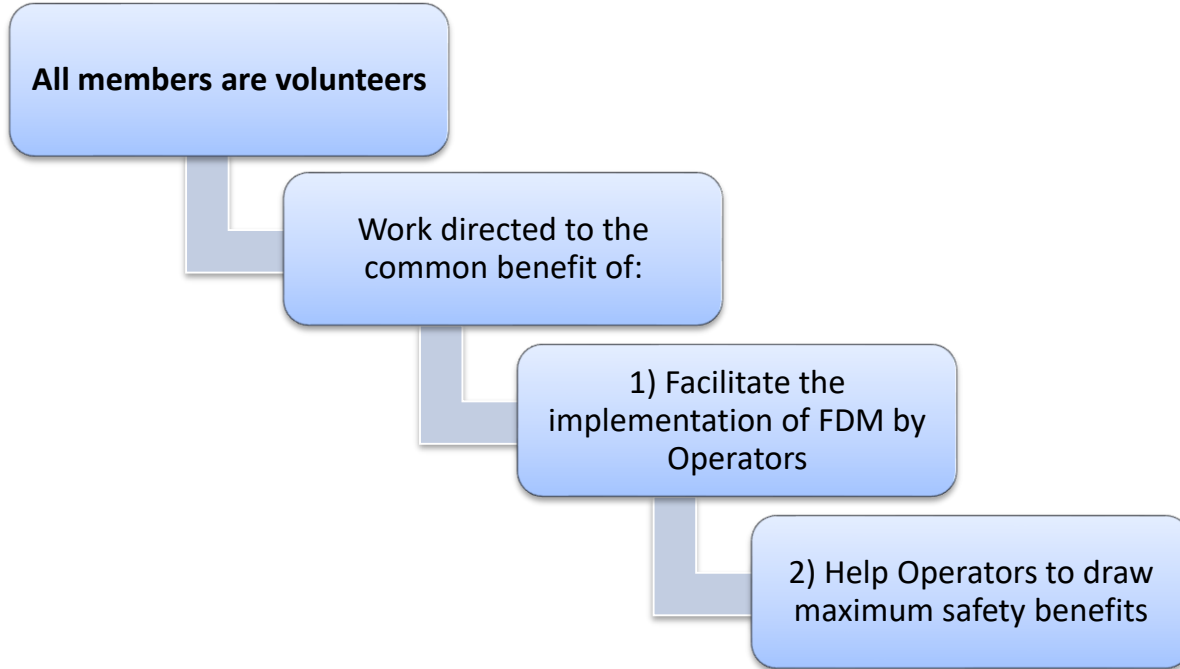 All members are volunteers
Work directed to the
common benefit of:
1) Facilitate the
implementation of FDM by
Operators
2) Help Operators to draw
maximum safety benefits